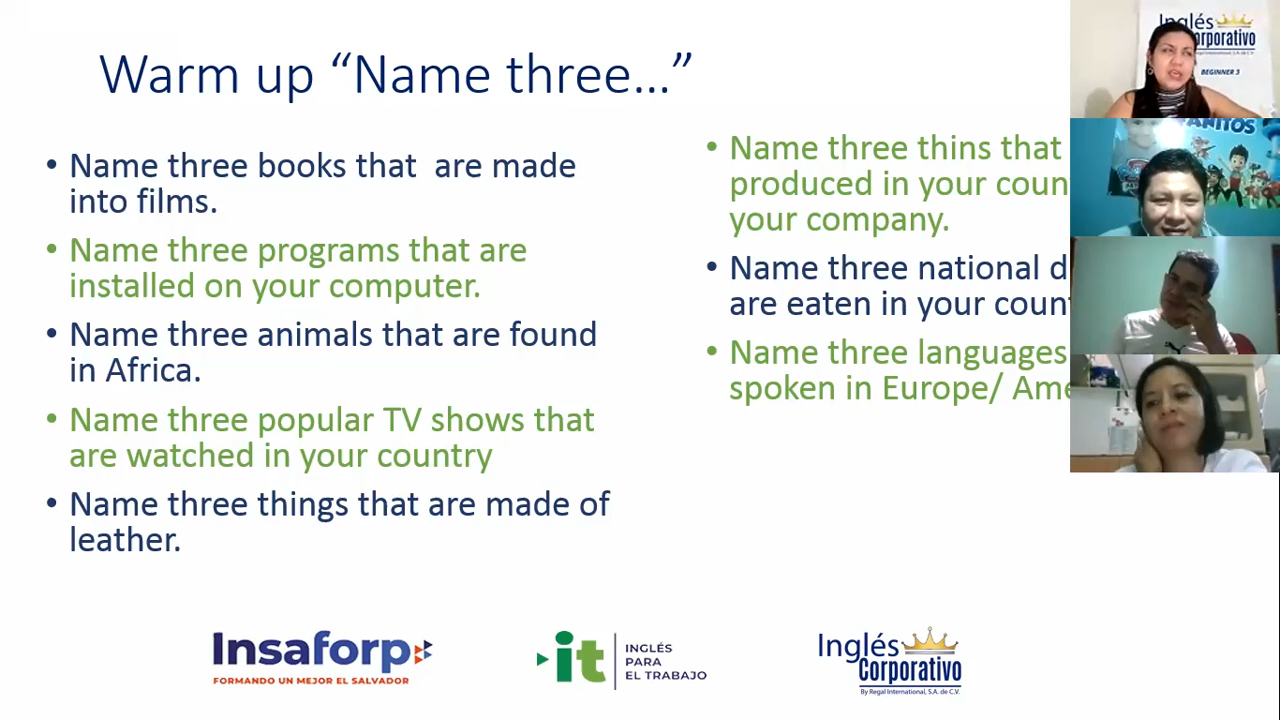 Warm up “Name three...”
• Name three books that are made
into films.
• Name three programs that are
installed on your computer.
• Name three animals that are found
in Africa.
• Name three popular TV shows that
are watched in your country
• Name three things that are made of
leather.
• Name three thins that
produced in your coun
your company.
• Name three national d
are eaten in your coun
• Name three languages
spoken in Europe/ Ame
Insaforp
FORMANDO UN MEJOR EL SALVADOR
it
INGLÉS
PARA
EL TRABAJO
Inglés
Corporativo
By Regal International, S.A. de C.V.
Inglés
orporativo
Regal International, S.A. de C.V.
BEGINNER 3